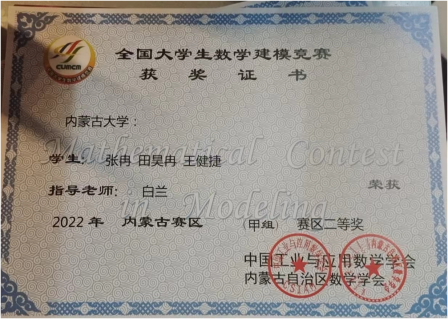 CUMCM
全国大学生数学建模竞赛
获奖证书
内蒙古大学：
Mathematical Contest
学生： 张冉 田昊冉 王健捷
指导老师： 白兰
荣获
in Modeling
2022年 内蒙古赛区 （甲组） 赛区二等奖
中国工业与应用数学学会
内蒙古自治区数学学会